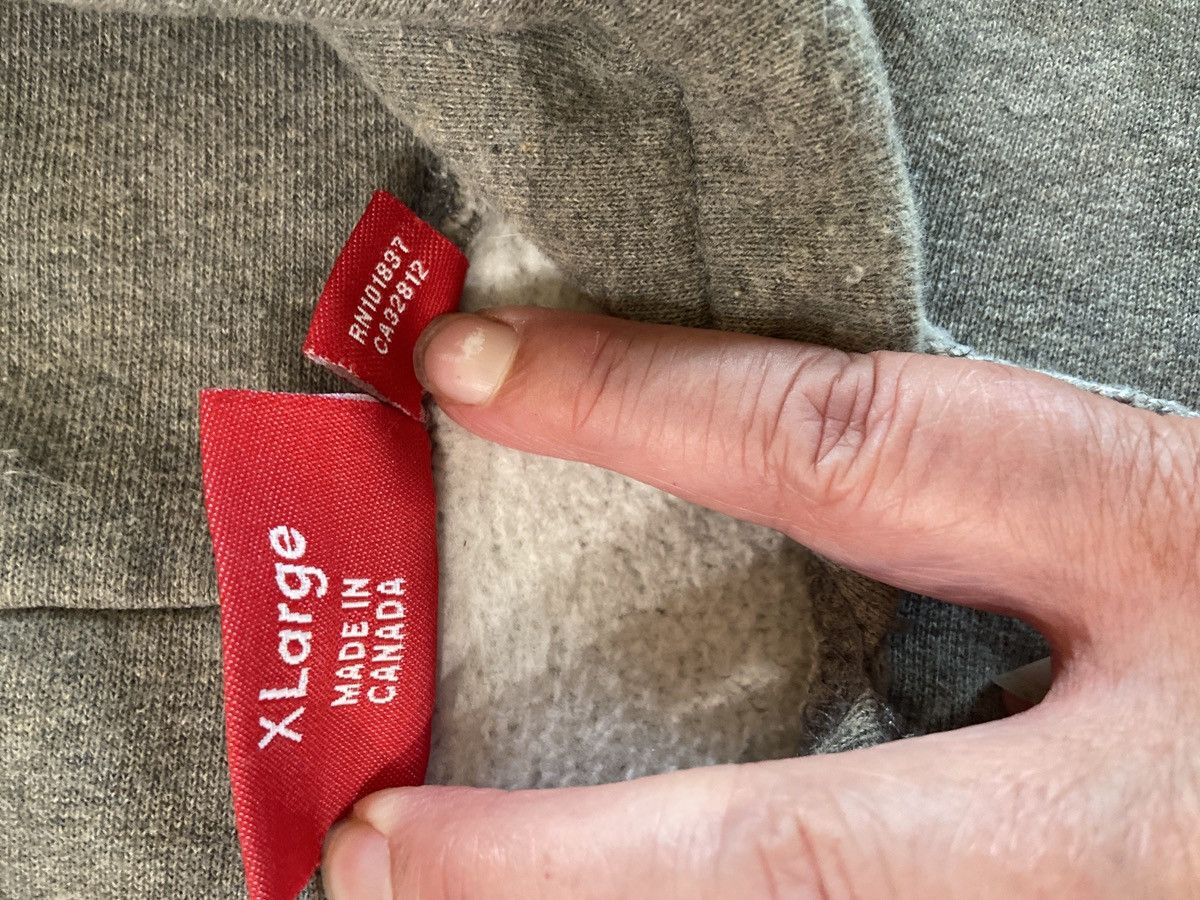 RN101837
CA32812
XLarge
MADE IN
CANADA